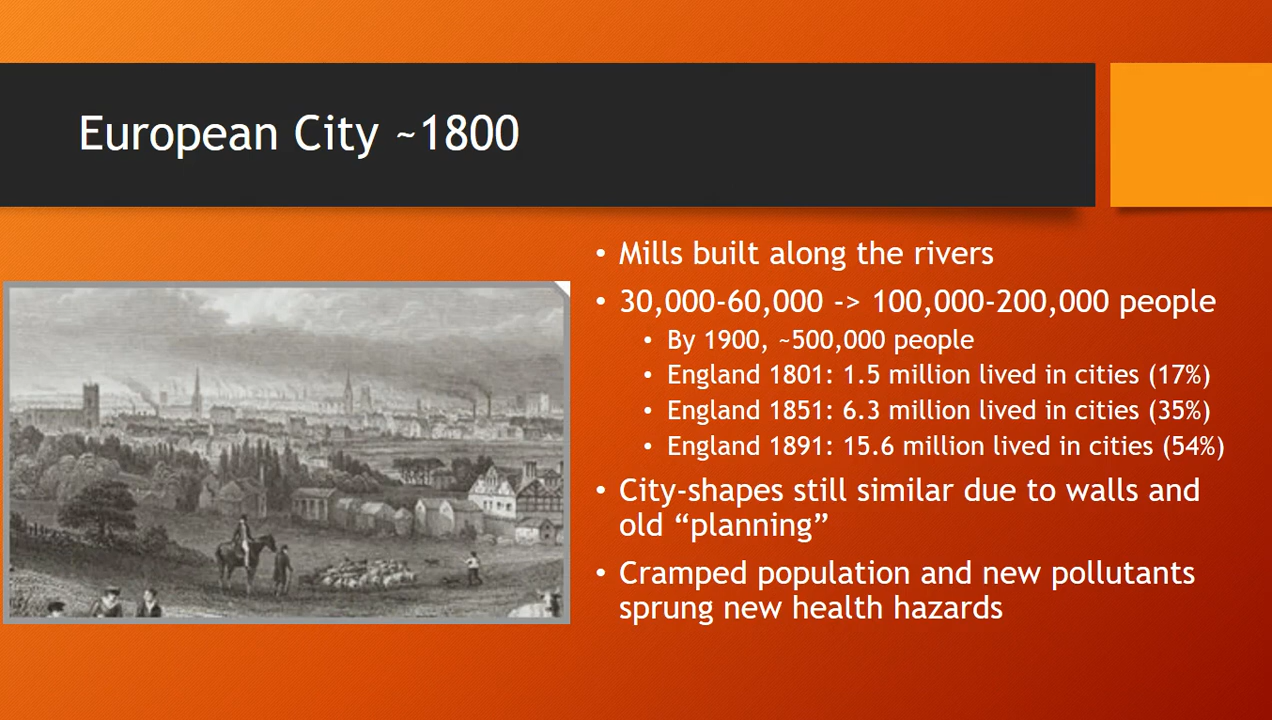 European City ~1800
• Mills built along the rivers
• 30,000-60,000 -> 100,000-200,000 people
• By 1900, ~500,000 people
• England 1801: 1.5 million lived in cities (17%)
• England 1851: 6.3 million lived in cities (35%)
• England 1891: 15.6 million lived in cities (54%)
• City-shapes still similar due to walls and
old “planning”
• Cramped population and new pollutants
sprung new health hazards